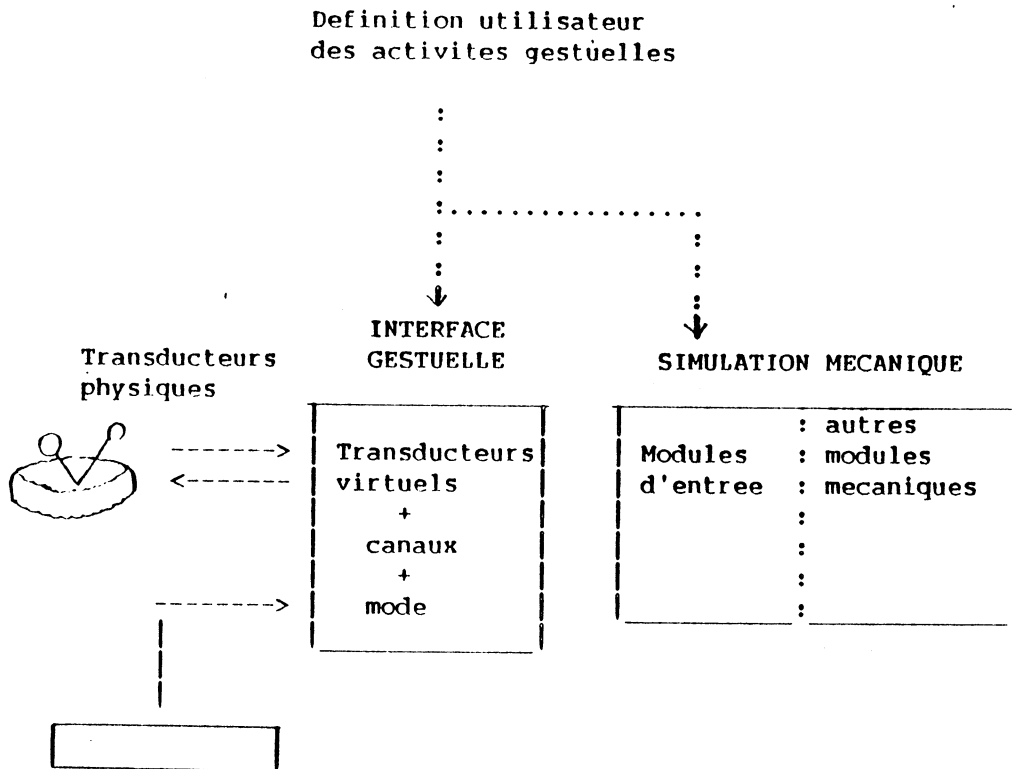 Definition utilisateur
des activites gestuelles
INTERFACE
GESTUELLE
SIMULATION MECANIQUE
Transducteurs
physiques
Transducteurs
virtuels
+
canaux
+
mode
Modules
d'entree
autres
modules
mecaniques